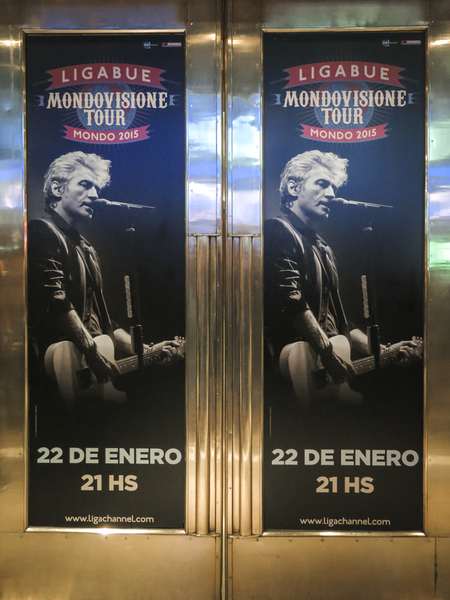 LIGABUE
MONDOVISIONE
TOUR
MONDO 2015
22 DE ENERO
21 HS
www.ligachannel.com
LIGABUE
MONDOVISIONE
TOUR
MONDO 2015
22 DE ENERO
21 HS
www.ligachannel.com